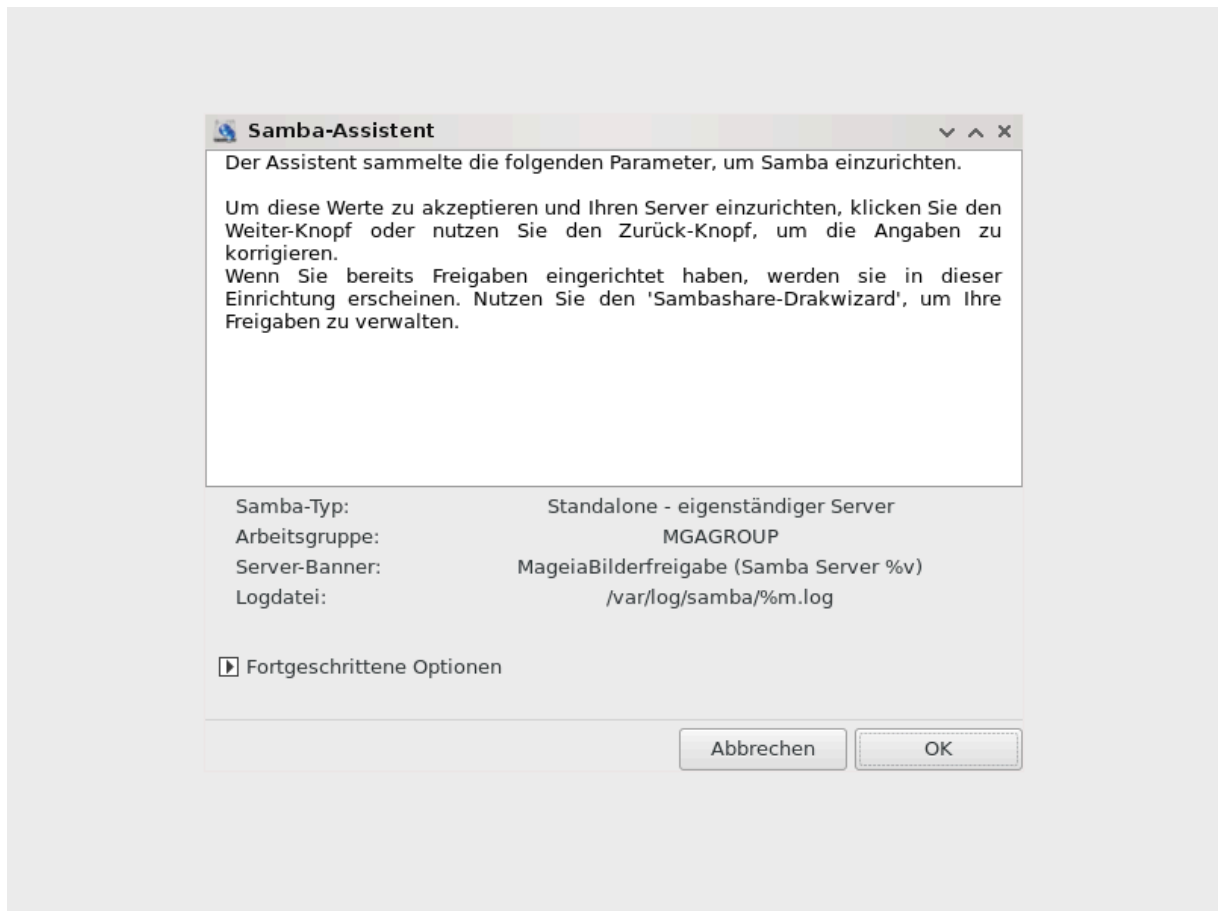 Samba-Assistent
Der Assistent sammelte die folgenden Parameter, um Samba einzurichten.
Um diese Werte zu akzeptieren und Ihren Server einzurichten, klicken Sie den
Weiter-Knopf oder nutzen Sie den Zurück-Knopf, um die Angaben zu
korrigieren.
Wenn Sie bereits Freigaben eingerichtet haben, werden sie in dieser
Einrichtung erscheinen. Nutzen Sie den 'Sambashare-Drakwizard', um Ihre
Freigaben zu verwalten.
Samba-Typ: Standalone - eigenständiger Server
Arbeitsgruppe: MGAGROUP
Server-Banner: MageiaBilderfreigabe (Samba Server %v)
Logdatei: /var/log/samba/%m.log
Fortgeschrittene Optionen
Abbrechen OK